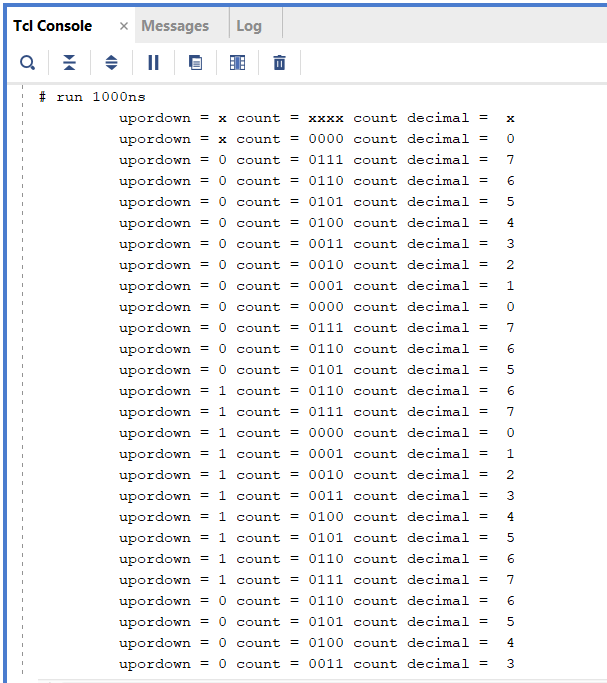 Tcl Console × Messages Log
# run 1000ns
upordown = x count = xxxx count decimal = x
upordown = x count = 0000 count decimal = 0
upordown = 0 count = 0111 count decimal = 7
upordown = 0 count = 0110 count decimal = 6
upordown = 0 count = 0101 count decimal = 5
upordown = 0 count = 0100 count decimal = 4
upordown = 0 count = 0011 count decimal = 3
upordown = 0 count = 0010 count decimal = 2
upordown = 0 count = 0001 count decimal = 1
upordown = 0 count = 0000 count decimal = 0
upordown = 0 count = 0111 count decimal = 7
upordown = 0 count = 0110 count decimal = 6
upordown = 0 count = 0101 count decimal = 5
upordown = 1 count = 0110 count decimal = 6
upordown = 1 count = 0111 count decimal = 7
upordown = 1 count = 0000 count decimal = 0
upordown = 1 count = 0001 count decimal = 1
upordown = 1 count = 0010 count decimal = 2
upordown = 1 count = 0011 count decimal = 3
upordown = 1 count = 0100 count decimal = 4
upordown = 1 count = 0101 count decimal = 5
upordown = 1 count = 0110 count decimal = 6
upordown = 1 count = 0111 count decimal = 7
upordown = 0 count = 0110 count decimal = 6
upordown = 0 count = 0101 count decimal = 5
upordown = 0 count = 0100 count decimal = 4
upordown = 0 count = 0011 count decimal = 3